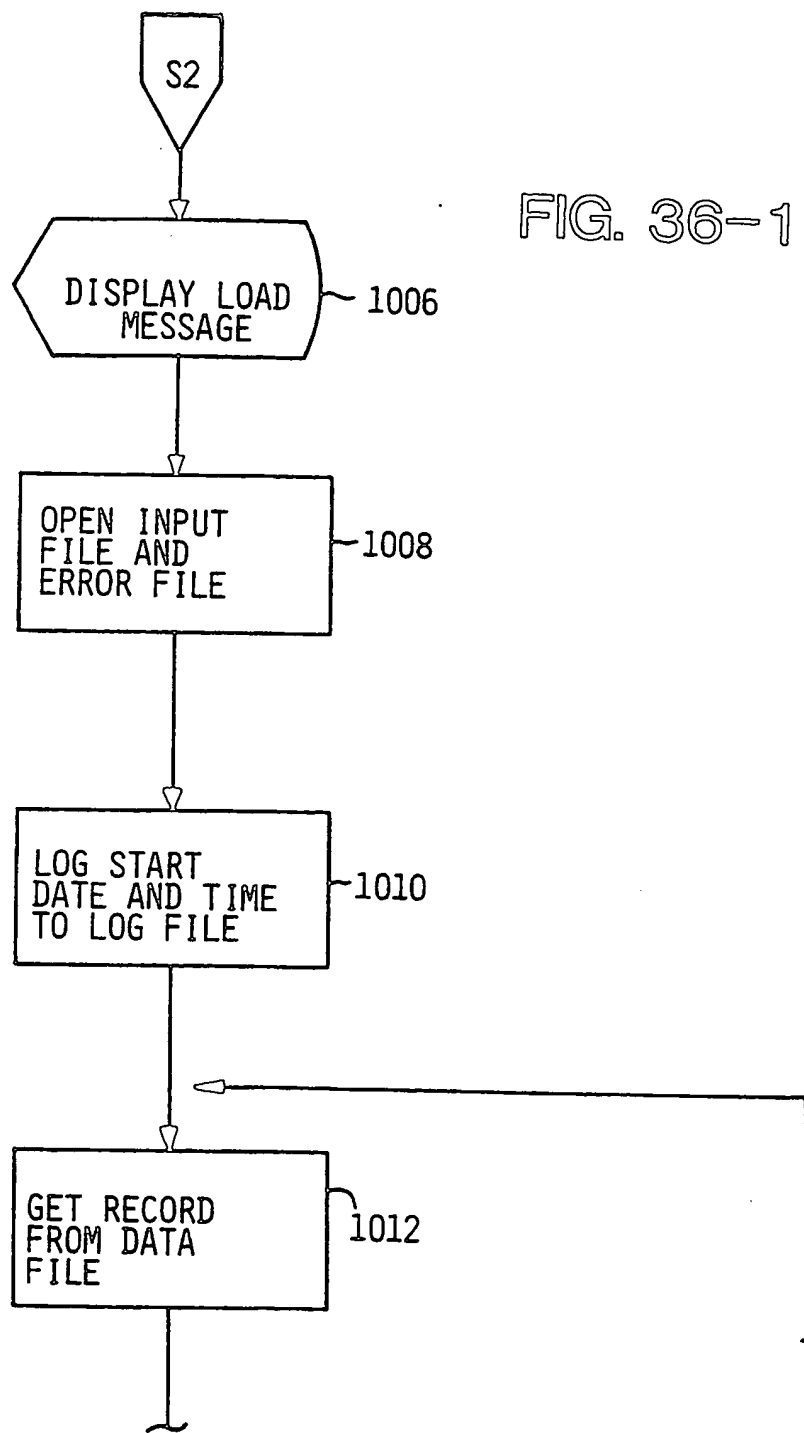 S2
FIG. 36-1
DISPLAY LOAD
MESSAGE
1006
OPEN INPUT
FILE AND
ERROR FILE
1008
LOG START
DATE AND TIME
TO LOG FILE
1010
GET RECORD
FROM DATA
FILE
1012